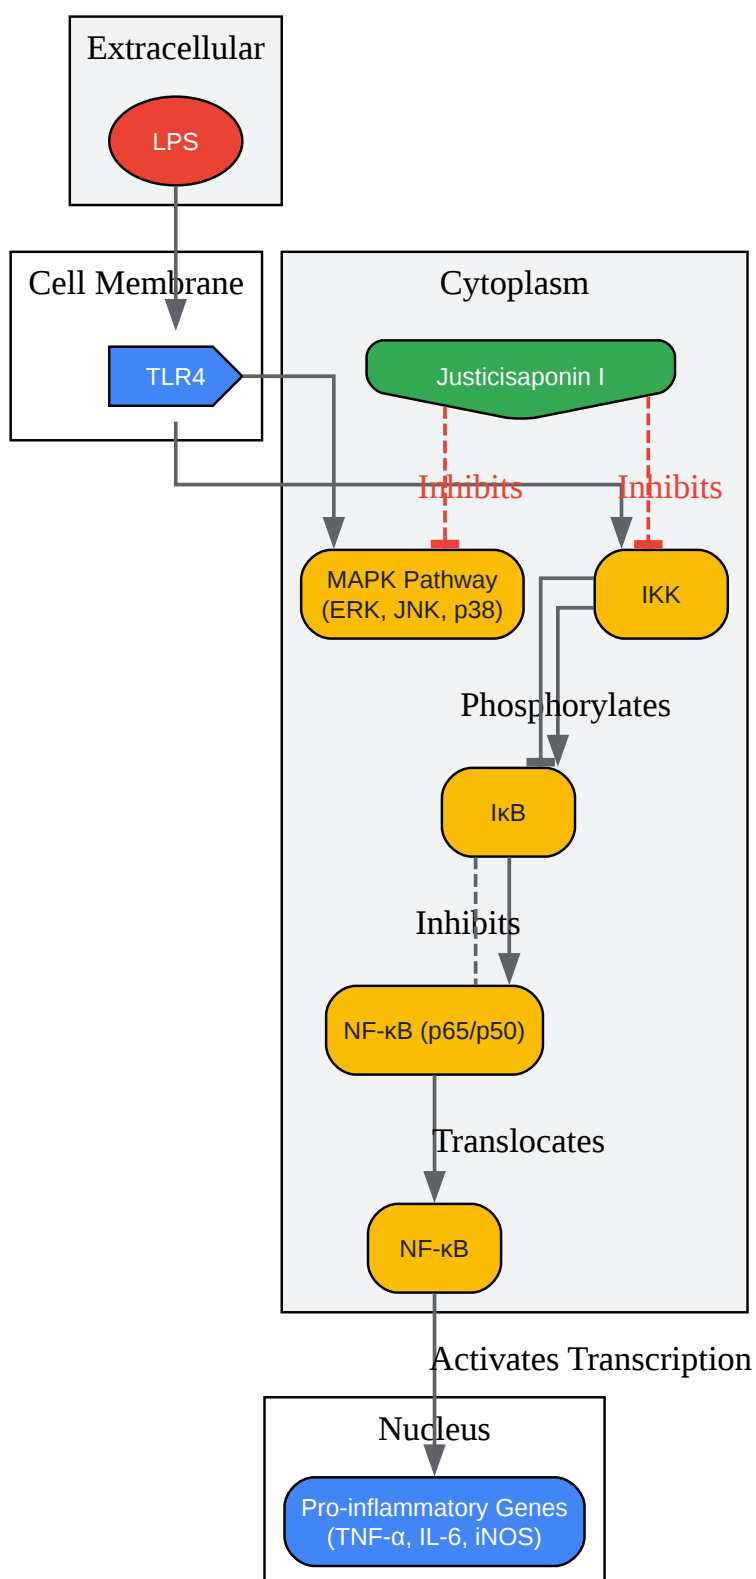 Extracellular
LPS
Cell Membrane
Cytoplasm
TLR4
Justicisaponin I
Inhibits
Inhibits
MAPK Pathway
(ERK, JNK, p38)
IKK
Phosphorylates
IκB
Inhibits
NF-κB (p65/p50)
Translocates
NF-κB
Activates Transcription
Nucleus
Pro-inflammatory Genes
(TNF-α, IL-6, iNOS)